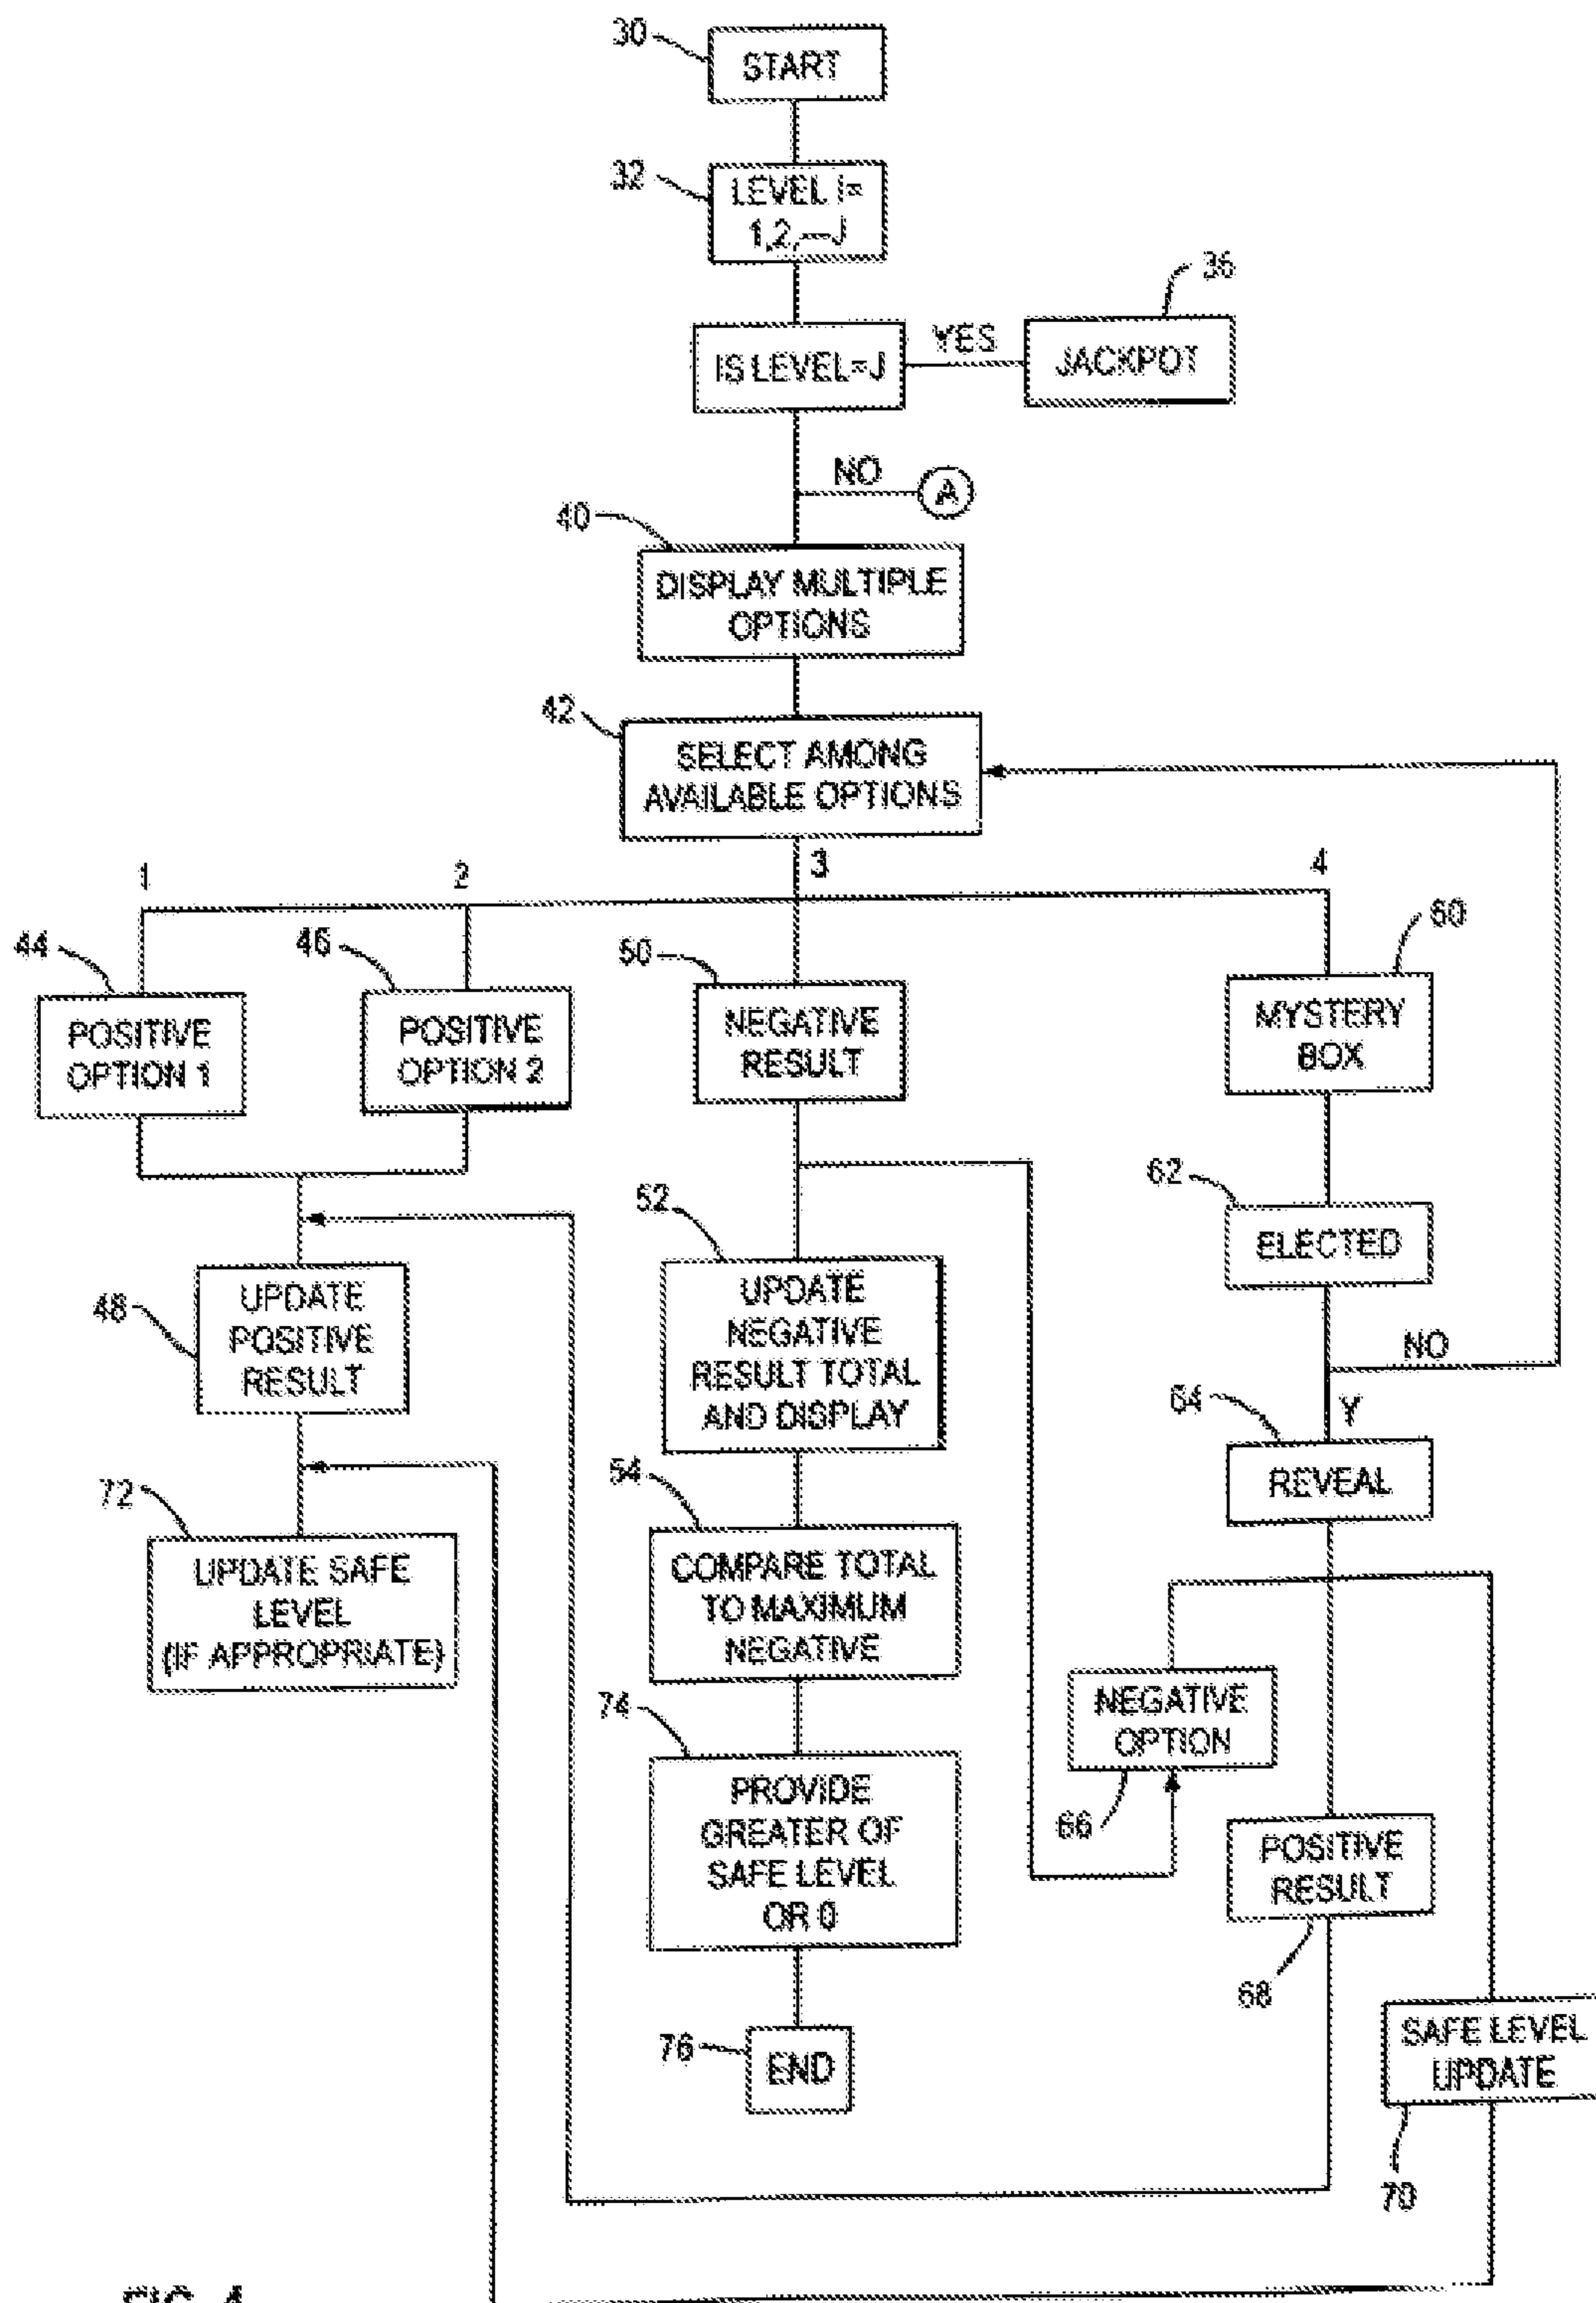 30
START
32
LEVEL I=
1,2,---J
36
IS LEVEL=J
YES
JACKPOT
NO
A
40
DISPLAY MULTIPLE
OPTIONS
42
SELECT AMONG
AVAILABLE OPTIONS
1
2
3
4
44
POSITIVE
OPTION 1
46
POSITIVE
OPTION 2
50
NEGATIVE
RESULT
60
MYSTERY
BOX
62
ELECTED
NO
Y
48
UPDATE
POSITIVE
RESULT
52
UPDATE
NEGATIVE
RESULT TOTAL
AND DISPLAY
64
REVEAL
72
UPDATE SAFE
LEVEL
(IF APPROPRIATE)
54
COMPARE TOTAL
TO MAXIMUM
NEGATIVE
NEGATIVE
OPTION
66
74
PROVIDE
GREATER OF
SAFE LEVEL
OR 0
POSITIVE
RESULT
68
76
END
SAFE LEVEL
UPDATE
70
FIG. 4